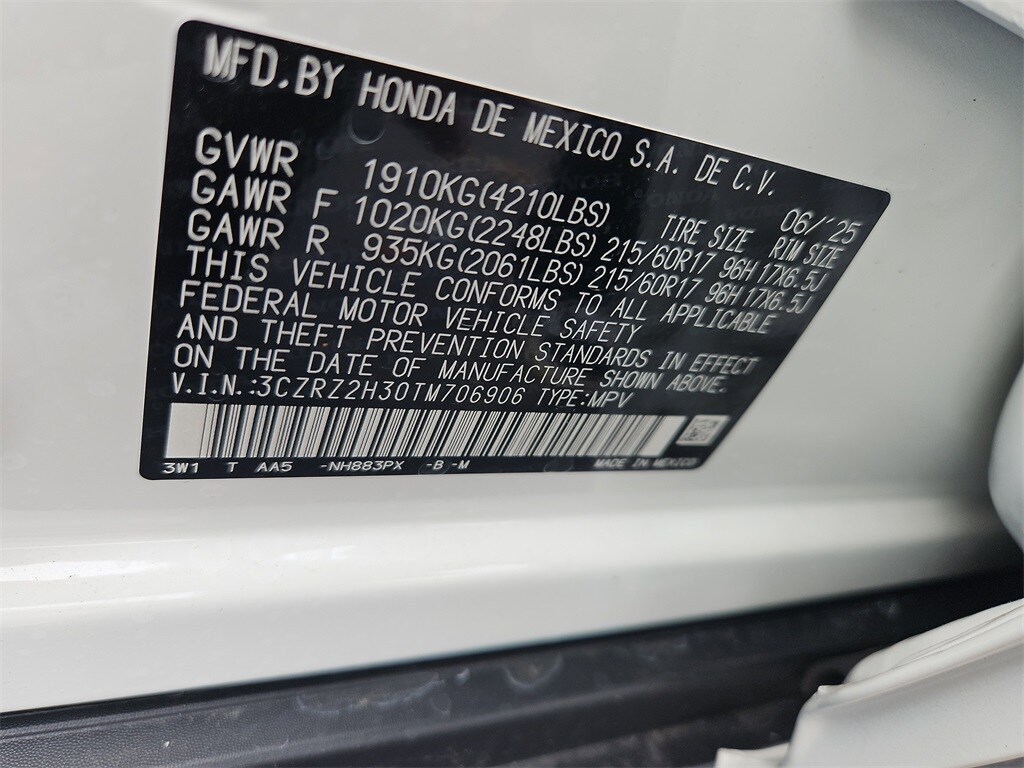 MFD.BY HONDA DE MEXICO S.A. DE C.V.
06/'25
GVWR 1910KG(4210LBS) TIRE SIZE RIM SIZE
GAWR F 1020KG(2248LBS) 215/60R17 96H 17X6.5J
GAWR R 935KG(2061LBS) 215/60R17 96H 17X6.5J
THIS VEHICLE CONFORMS TO ALL APPLICABLE
FEDERAL MOTOR VEHICLE SAFETY
AND THEFT PREVENTION STANDARDS IN EFFECT
ON THE DATE OF MANUFACTURE SHOWN ABOVE.
V.I.N.:3CZRZ2H30TM706906 TYPE:MPV
3W1 T AA5 -NH883PX -B -M MADE IN MEXICO